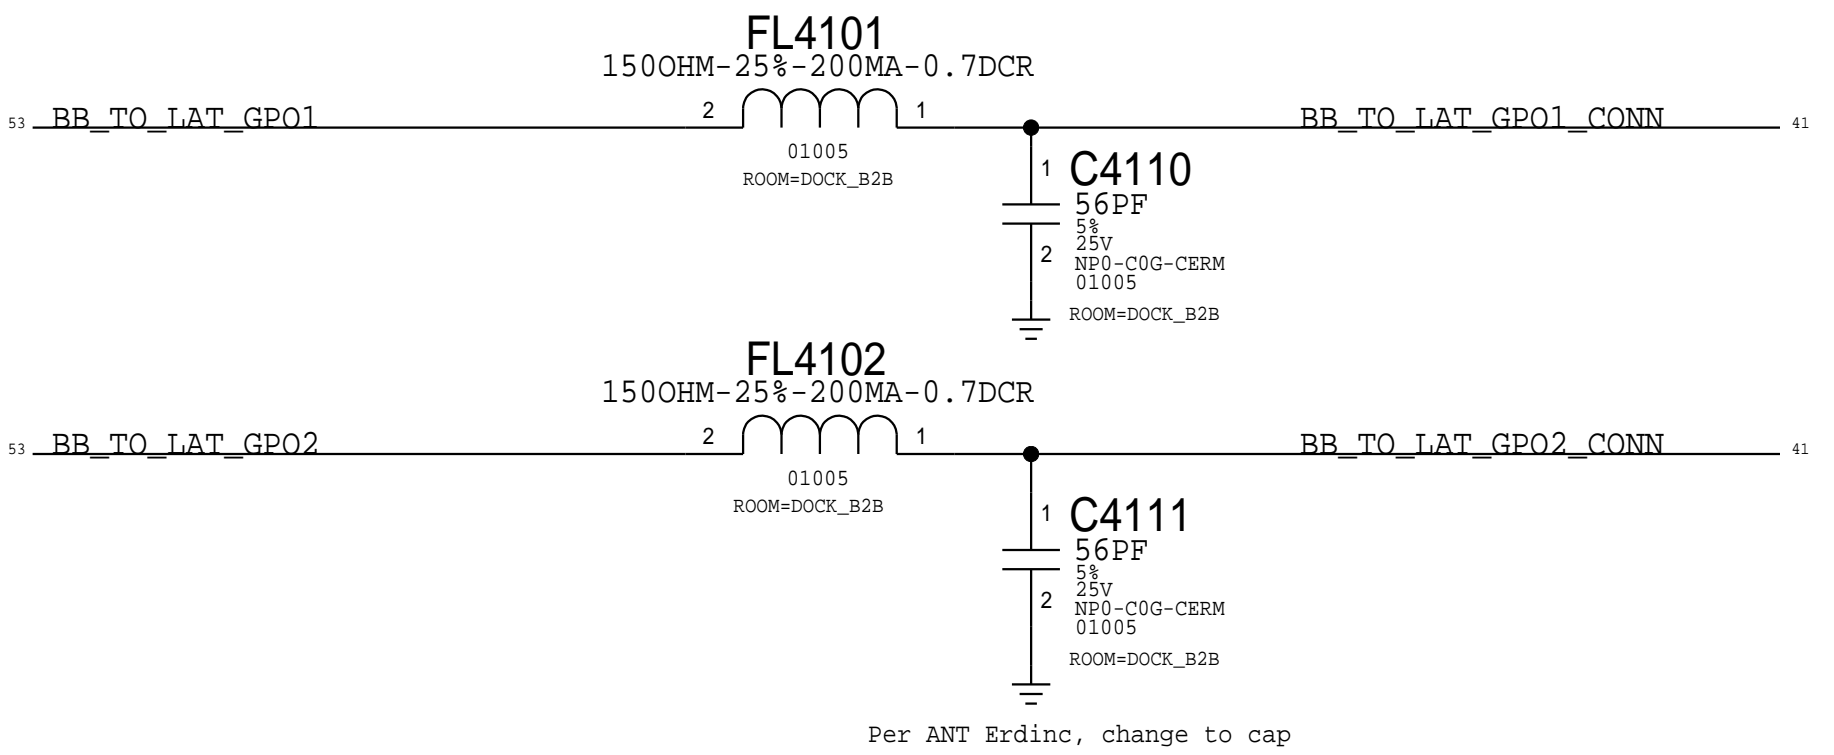 FL4101
150OHM-25%-200MA-0.7DCR
53 BB_TO_LAT_GPO1 2 1 BB_TO_LAT_GPO1_CONN 41
01005
ROOM=DOCK_B2B
1 C4110
56PF
5%
25V
2 NP0-C0G-CERM
01005
ROOM=DOCK_B2B
FL4102
150OHM-25%-200MA-0.7DCR
53 BB_TO_LAT_GPO2 2 1 BB_TO_LAT_GPO2_CONN 41
01005
ROOM=DOCK_B2B
1 C4111
56PF
5%
25V
2 NP0-C0G-CERM
01005
ROOM=DOCK_B2B
Per ANT Erdinc, change to cap